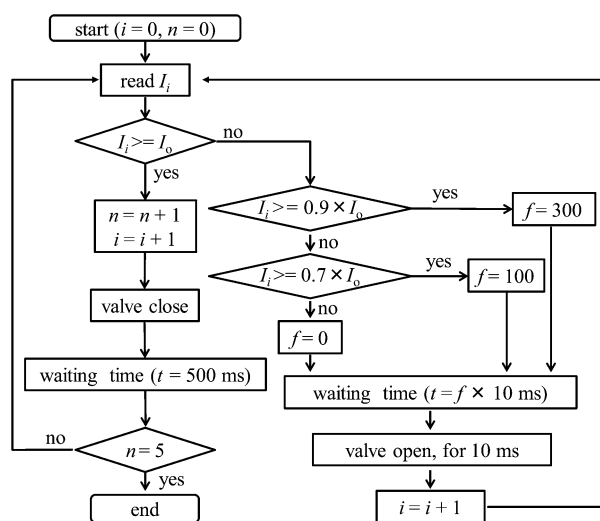 start (i = 0, n = 0)
read Ii
Ii >= Io
no
yes
n = n + 1
i = i + 1
valve close
waiting time (t = 500 ms)
n = 5
no
yes
end
Ii >= 0.9 × Io
yes
f = 300
no
Ii >= 0.7 × Io
yes
f = 100
no
f = 0
waiting time (t = f × 10 ms)
valve open, for 10 ms
i = i + 1